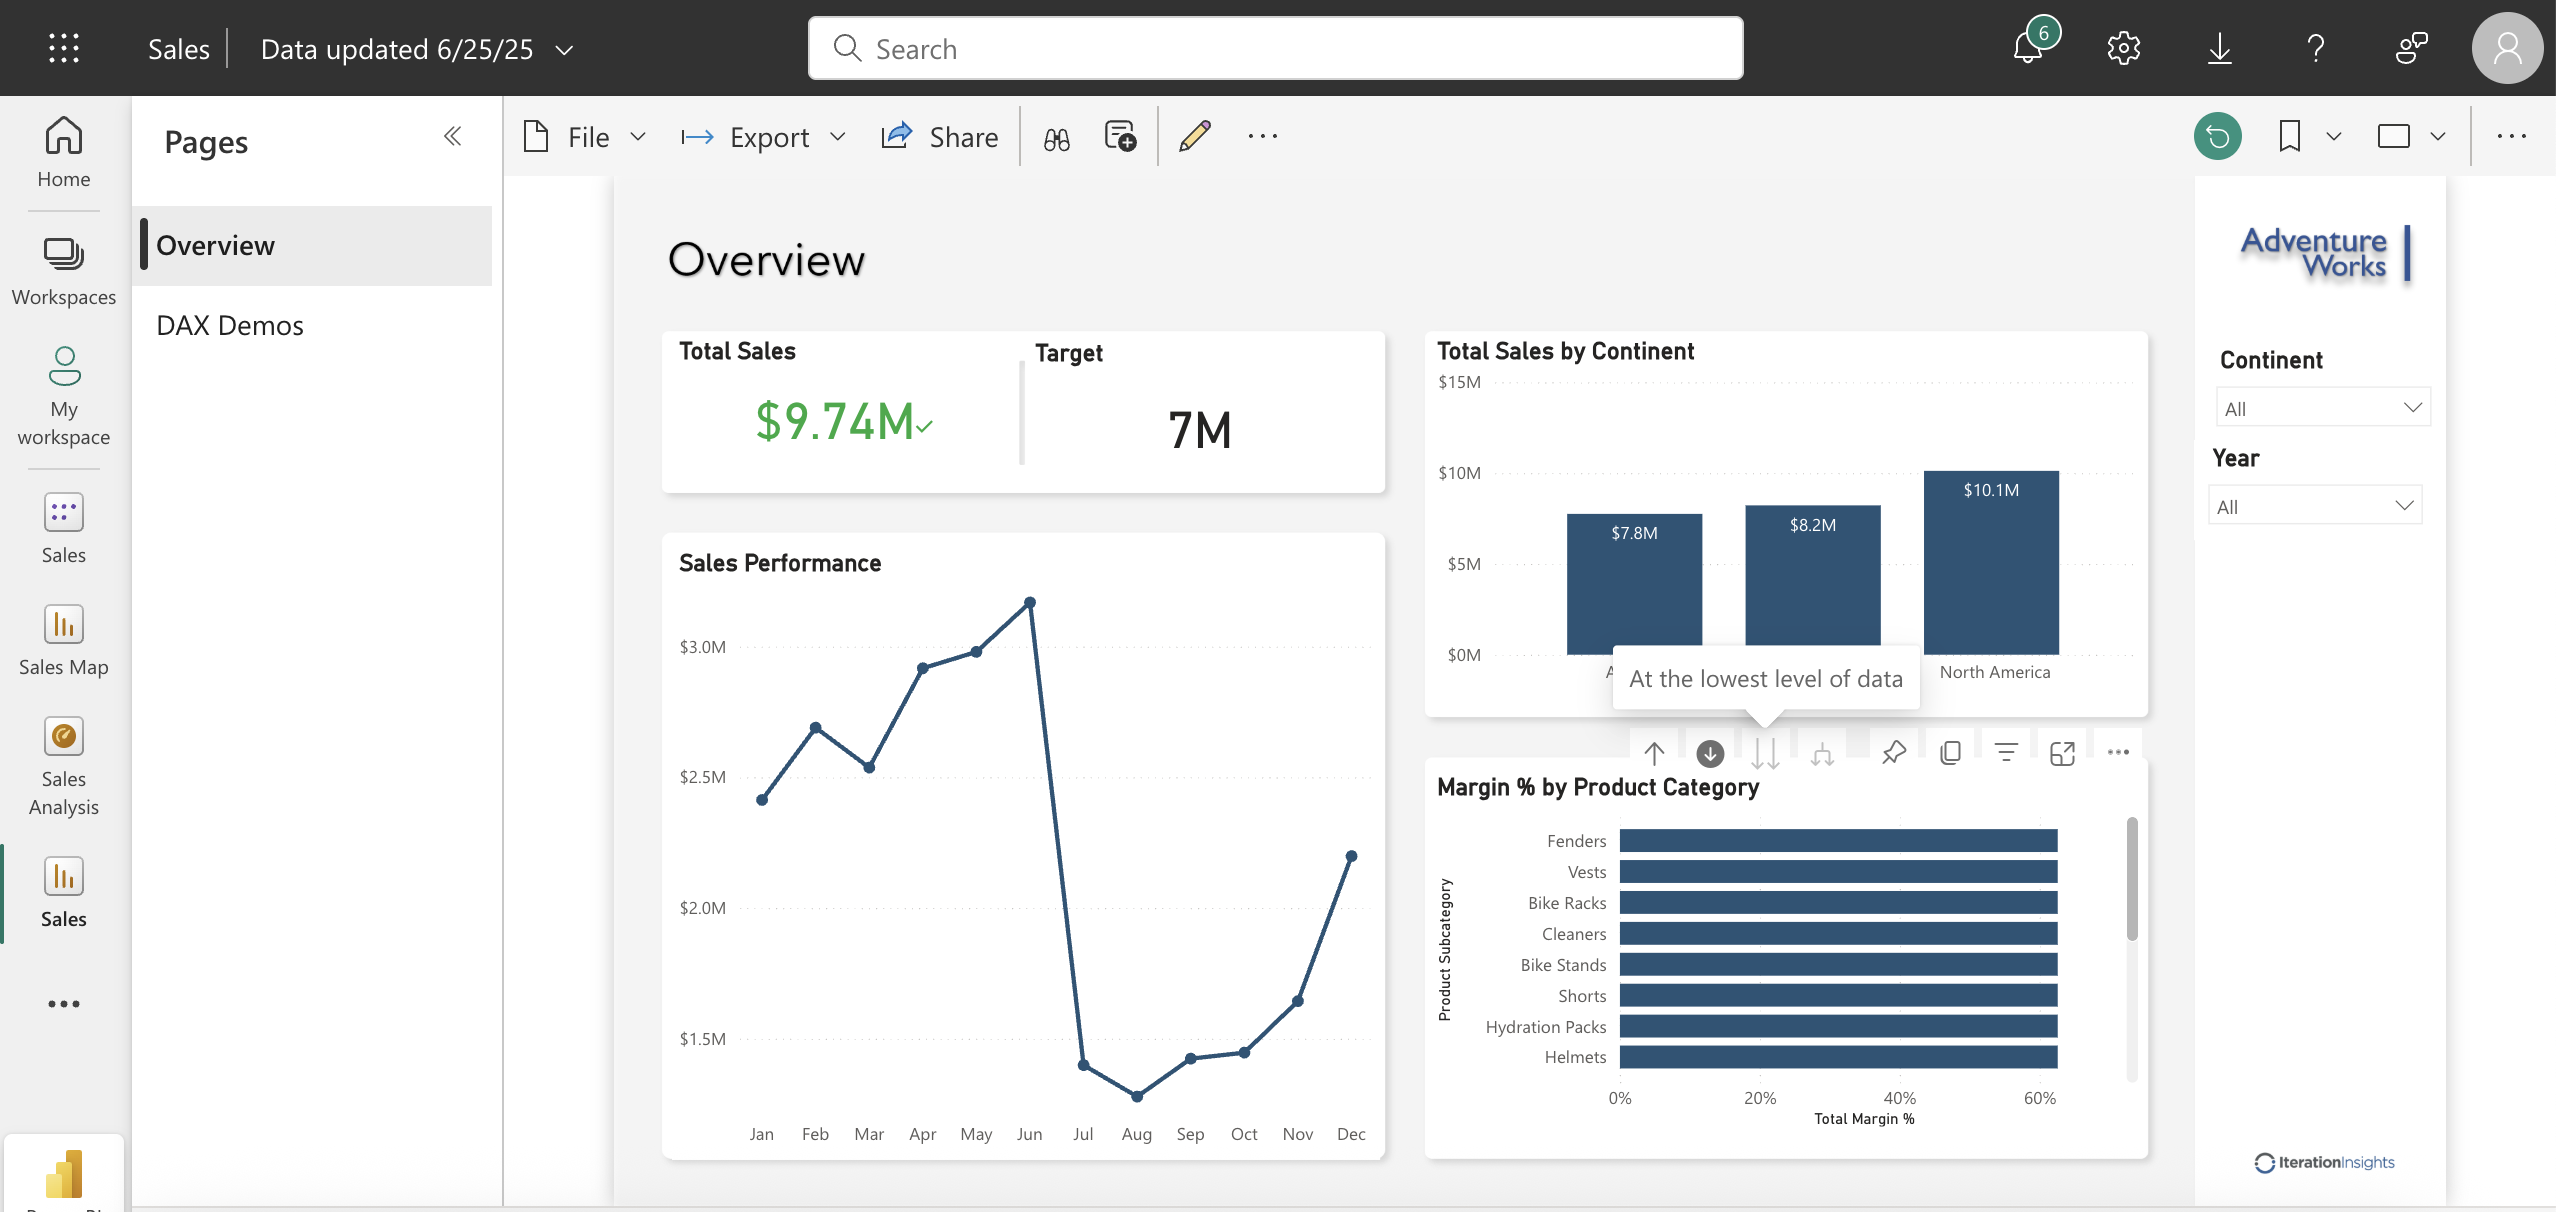 Sales
Data updated 6/25/25
Search
6
Home
Workspaces
My
workspace
Sales
Sales Map
Sales
Analysis
Sales
Pages
Overview
DAX Demos
File
Export
Share
Overview
Total Sales
$9.74M
Target
7M
Sales Performance
$3.0M
$2.5M
$2.0M
$1.5M
Jan Feb Mar Apr May Jun Jul Aug Sep Oct Nov Dec
Total Sales by Continent
$15M
$10M
$5M
$0M
$7.8M
$8.2M
$10.1M
North America
At the lowest level of data
Margin % by Product Category
Product Subcategory
Fenders
Vests
Bike Racks
Cleaners
Bike Stands
Shorts
Hydration Packs
Helmets
0% 20% 40% 60%
Total Margin %
Adventure
Works
Continent
All
Year
All
IterationInsights